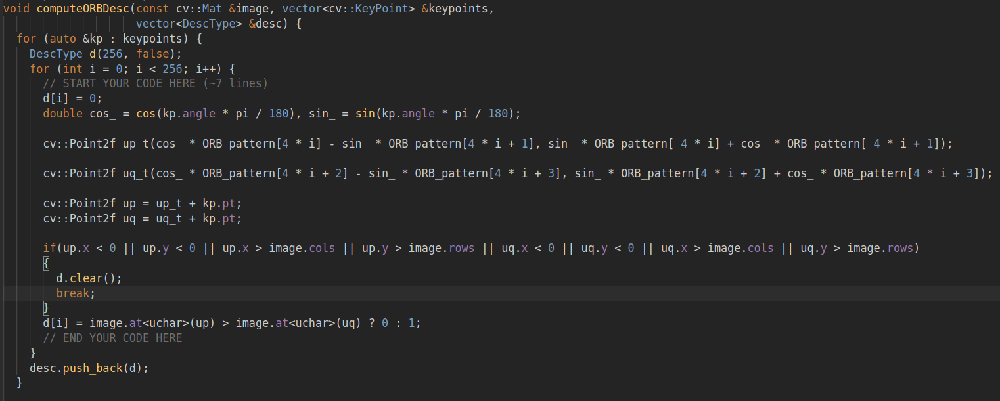 void computeORBDesc(const cv::Mat &image, vector<cv::KeyPoint> &keypoints,
                    vector<DescType> &desc) {
  for (auto &kp : keypoints) {
    DescType d(256, false);
    for (int i = 0; i < 256; i++) {
      // START YOUR CODE HERE (~7 lines)
      d[i] = 0;
      double cos_ = cos(kp.angle * pi / 180), sin_ = sin(kp.angle * pi / 180);

      cv::Point2f up_t(cos_ * ORB_pattern[4 * i] - sin_ * ORB_pattern[4 * i + 1], sin_ * ORB_pattern[ 4 * i] + cos_ * ORB_pattern[ 4 * i + 1]);

      cv::Point2f uq_t(cos_ * ORB_pattern[4 * i + 2] - sin_ * ORB_pattern[4 * i + 3], sin_ * ORB_pattern[4 * i + 2] + cos_ * ORB_pattern[4 * i + 3]);

      cv::Point2f up = up_t + kp.pt;
      cv::Point2f uq = uq_t + kp.pt;

      if(up.x < 0 || up.y < 0 || up.x > image.cols || up.y > image.rows || uq.x < 0 || uq.y < 0 || uq.x > image.cols || uq.y > image.rows)
      {
        d.clear();
        break;
      }
      d[i] = image.at<uchar>(up) > image.at<uchar>(uq) ? 0 : 1;
      // END YOUR CODE HERE
    }
    desc.push_back(d);
  }